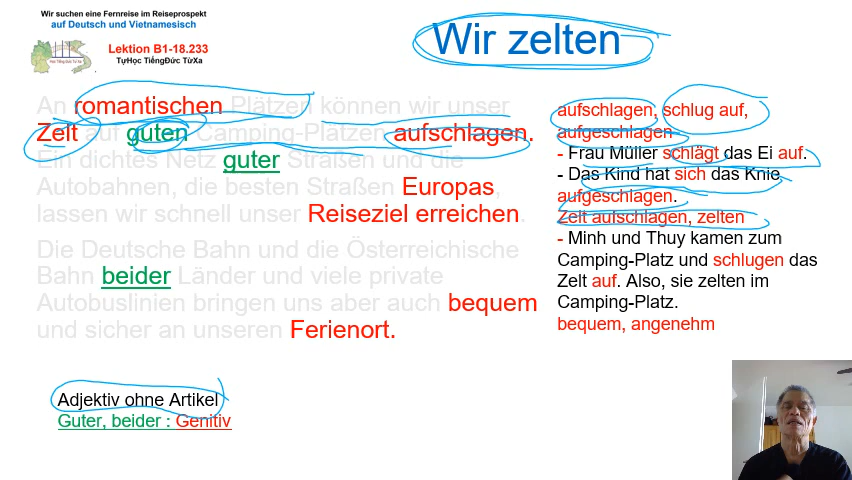 Wir suchen eine Fernreise im Reiseprospekt
auf Deutsch und Vietnamesisch
Lektion B1-18.233
TựHọc TiếngĐức TừXa
Wir zelten
An romantischen Plätzen können wir unser
Zelt auf guten Camping-Plätzen aufschlagen.
Ein dichtes Netz guter Straßen und die
Autobahnen, die besten Straßen Europas,
lassen wir schnell unser Reiseziel erreichen.
Die Deutsche Bahn und die Österreichische
Bahn beider Länder und viele private
Autobuslinien bringen uns aber auch bequem
und sicher an unseren Ferienort.
aufschlagen, schlug auf,
aufgeschlagen
- Frau Müller schlägt das Ei auf.
- Das Kind hat sich das Knie
aufgeschlagen.
Zelt aufschlagen, zelten
- Minh und Thuy kamen zum
Camping-Platz und schlugen das
Zelt auf. Also, sie zelten im
Camping-Platz.
bequem, angenehm
Adjektiv ohne Artikel
Guter, beider : Genitiv